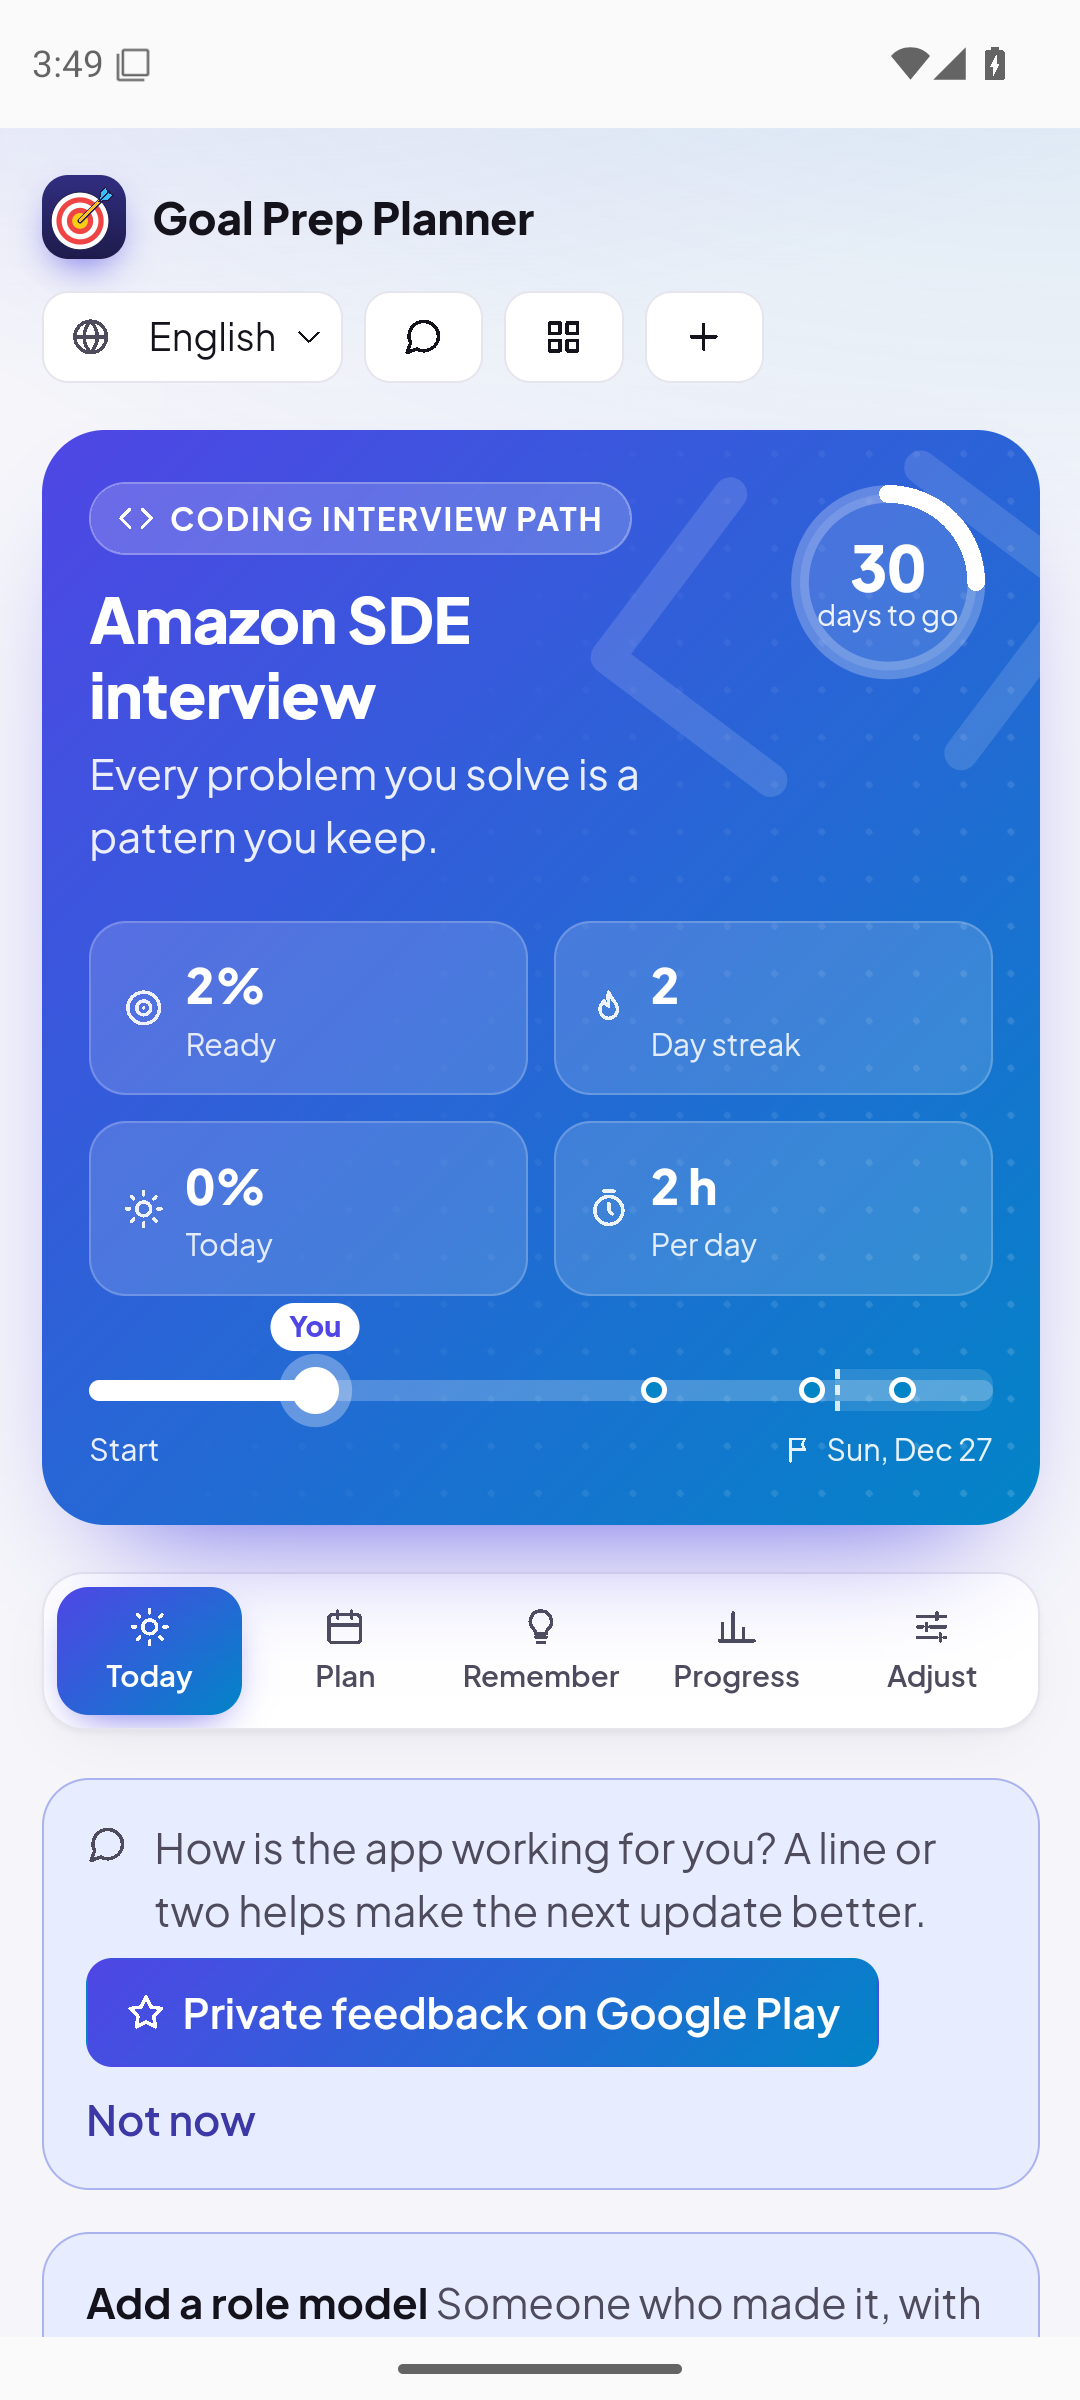 3:49
Goal Prep Planner
English
CODING INTERVIEW PATH
30
days to go
Amazon SDE
interview
Every problem you solve is a
pattern you keep.
2%
Ready
2
Day streak
0%
Today
2 h
Per day
You
Start
Sun, Dec 27
Today
Plan
Remember
Progress
Adjust
How is the app working for you? A line or
two helps make the next update better.
Private feedback on Google Play
Not now
Add a role model Someone who made it, with